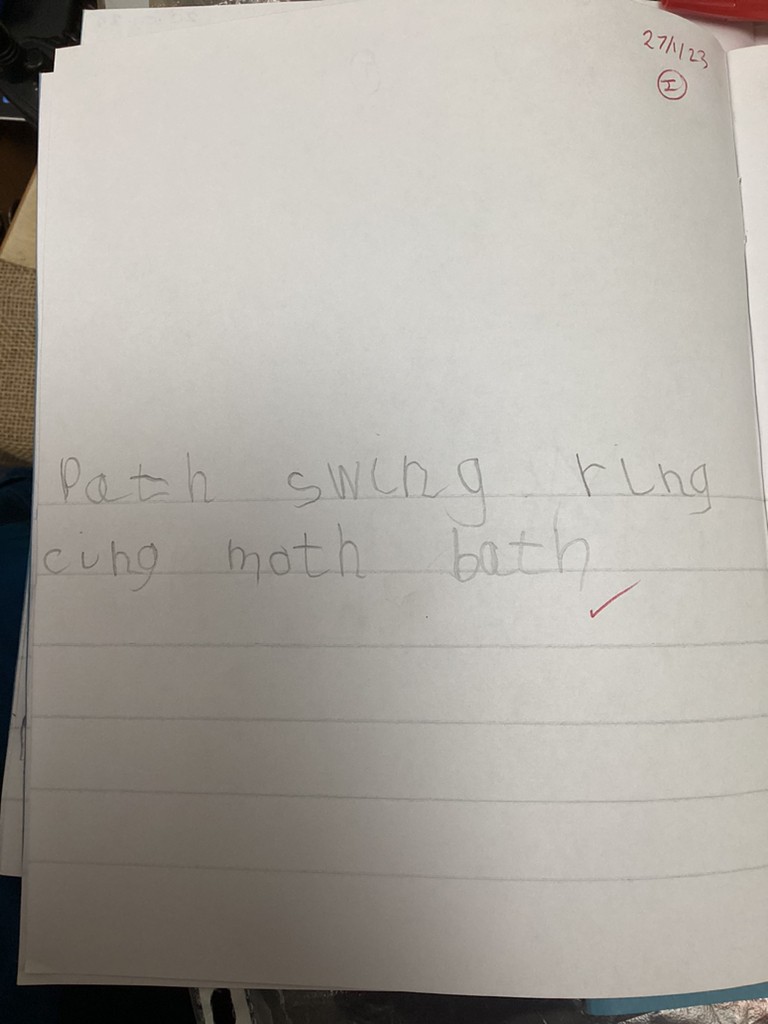 27/1/23
I
Path swing ring
cing moth bath